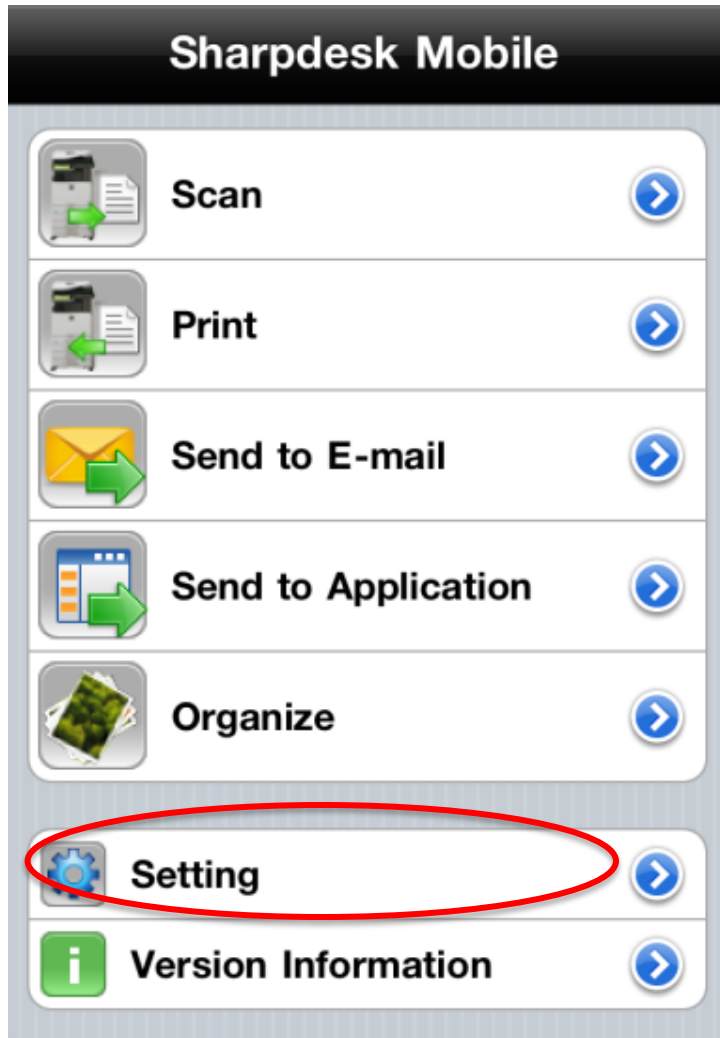 Sharpdesk Mobile
Scan
Print
Send to E-mail
Send to Application
Organize
Setting
i Version Information